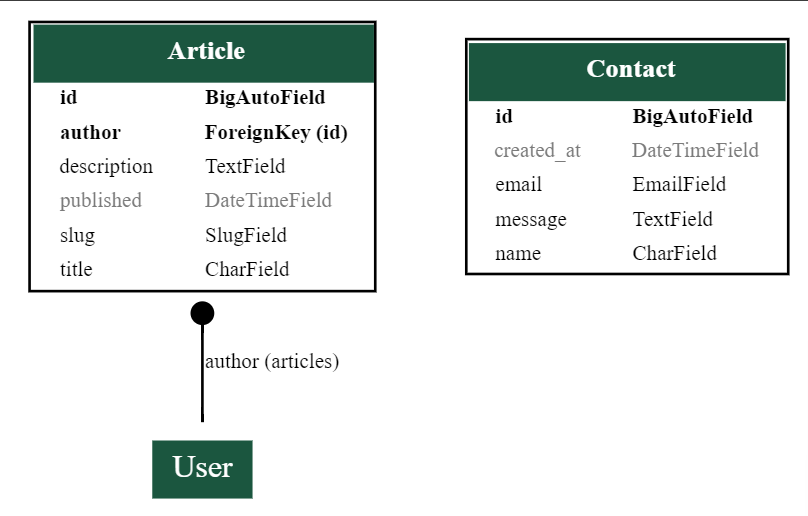 Article
id BigAutoField
author ForeignKey (id)
description TextField
published DateTimeField
slug SlugField
title CharField
author (articles)
User
Contact
id BigAutoField
created_at DateTimeField
email EmailField
message TextField
name CharField